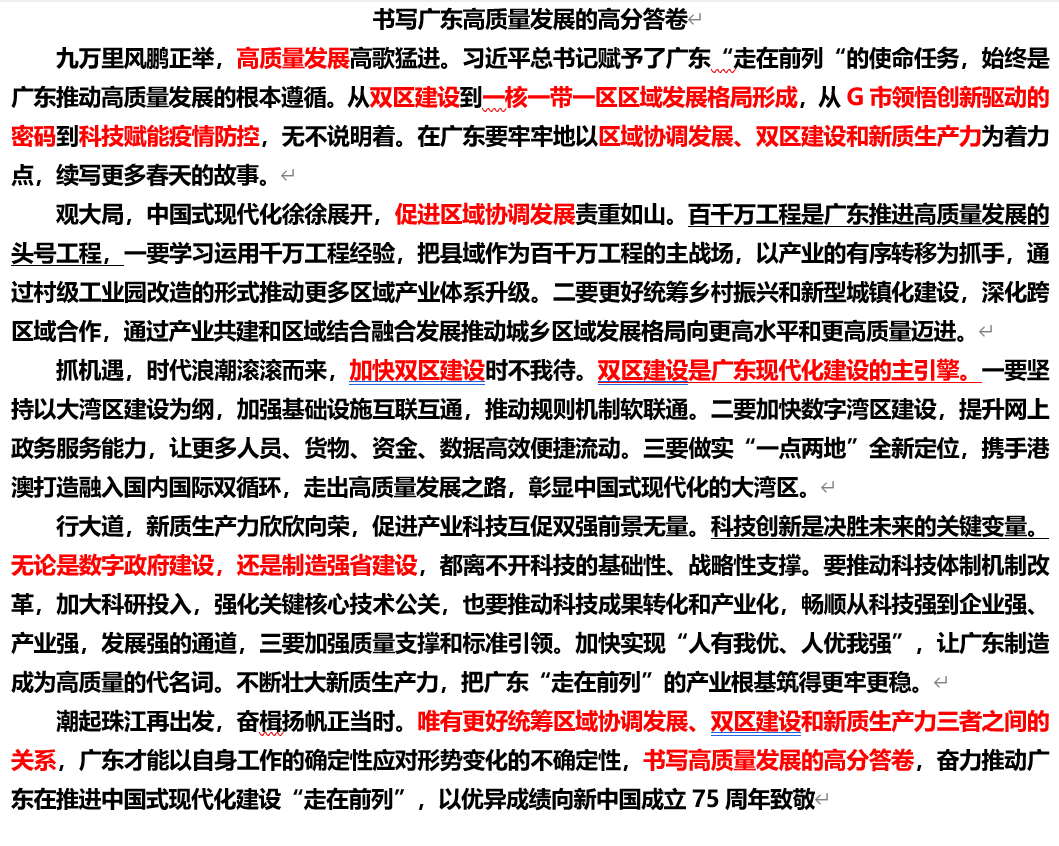 书写广东高质量发展的高分答卷
九万里风鹏正举，高质量发展高歌猛进。习近平总书记赋予了广东“走在前列“的使命任务，始终是
广东推动高质量发展的根本遵循。从双区建设到一核一带一区区域发展格局形成，从 G 市领悟创新驱动的
密码到科技赋能疫情防控，无不说明着。在广东要牢牢地以区域协调发展、双区建设和新质生产力为着力
点，续写更多春天的故事。
观大局，中国式现代化徐徐展开，促进区域协调发展责重如山。百千万工程是广东推进高质量发展的
头号工程，一要学习运用千万工程经验，把县域作为百千万工程的主战场，以产业的有序转移为抓手，通
过村级工业园改造的形式推动更多区域产业体系升级。二要更好统筹乡村振兴和新型城镇化建设，深化跨
区域合作，通过产业共建和区域结合融合发展推动城乡区域发展格局向更高水平和更高质量迈进。
抓机遇，时代浪潮滚滚而来，加快双区建设时不我待。双区建设是广东现代化建设的主引擎。一要坚
持以大湾区建设为纲，加强基础设施互联互通，推动规则机制软联通。二要加快数字湾区建设，提升网上
政务服务能力，让更多人员、货物、资金、数据高效便捷流动。三要做实“一点两地”全新定位，携手港
澳打造融入国内国际双循环，走出高质量发展之路，彰显中国式现代化的大湾区。
行大道，新质生产力欣欣向荣，促进产业科技互促双强前景无量。科技创新是决胜未来的关键变量。
无论是数字政府建设，还是制造强省建设，都离不开科技的基础性、战略性支撑。要推动科技体制机制改
革，加大科研投入，强化关键核心技术公关，也要推动科技成果转化和产业化，畅顺从科技强到企业强、
产业强，发展强的通道，三要加强质量支撑和标准引领。加快实现“人有我优、人优我强”，让广东制造
成为高质量的代名词。不断壮大新质生产力，把广东“走在前列”的产业根基筑得更牢更稳。
潮起珠江再出发，奋楫扬帆正当时。唯有更好统筹区域协调发展、双区建设和新质生产力三者之间的
关系，广东才能以自身工作的确定性应对形势变化的不确定性，书写高质量发展的高分答卷，奋力推动广
东在推进中国式现代化建设“走在前列”，以优异成绩向新中国成立 75 周年致敬